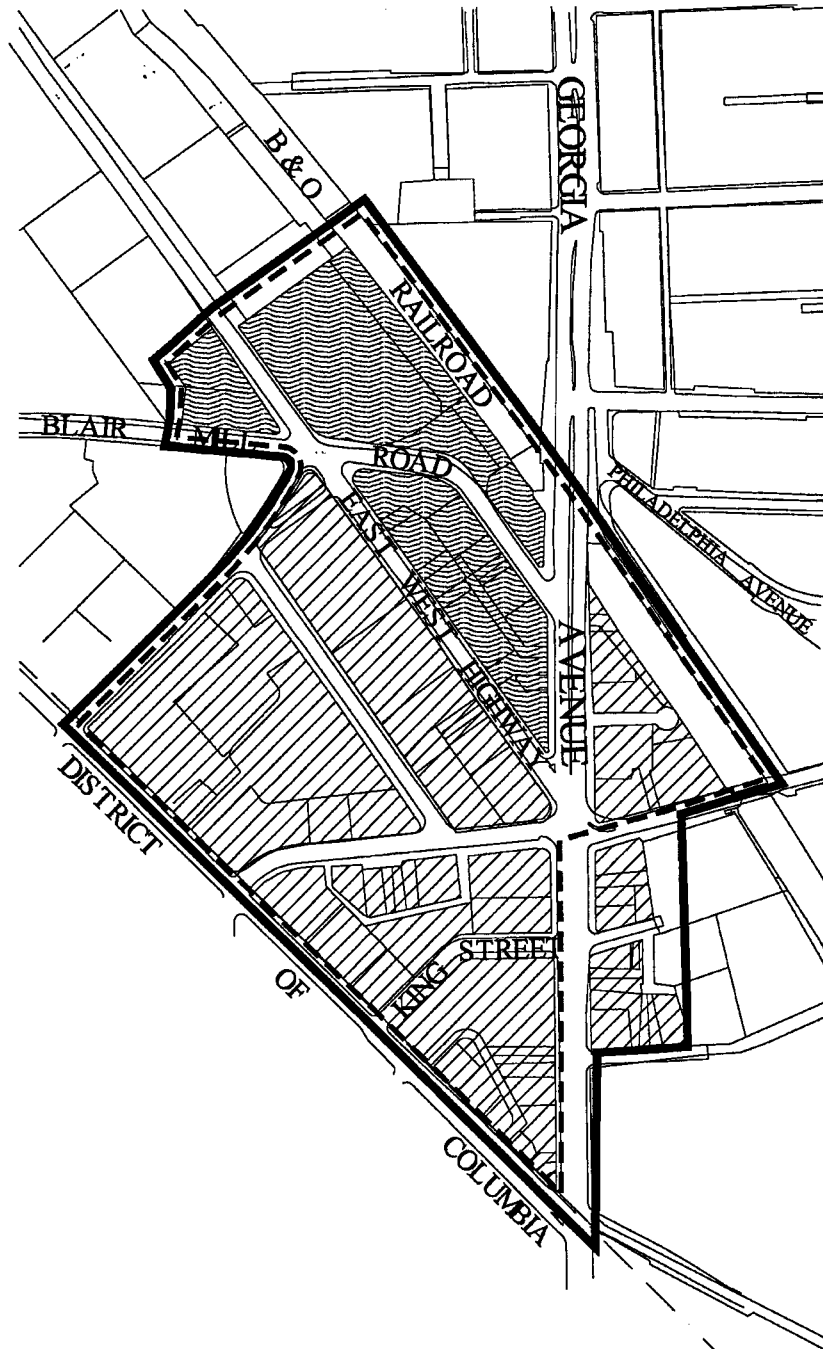 B & O
RAILROAD
GEORGIA
AVENUE
BLAIR MILL ROAD
EAST WEST HIGHWAY
PHILADELPHIA AVENUE
KING STREET
DISTRICT
OF
COLUMBIA